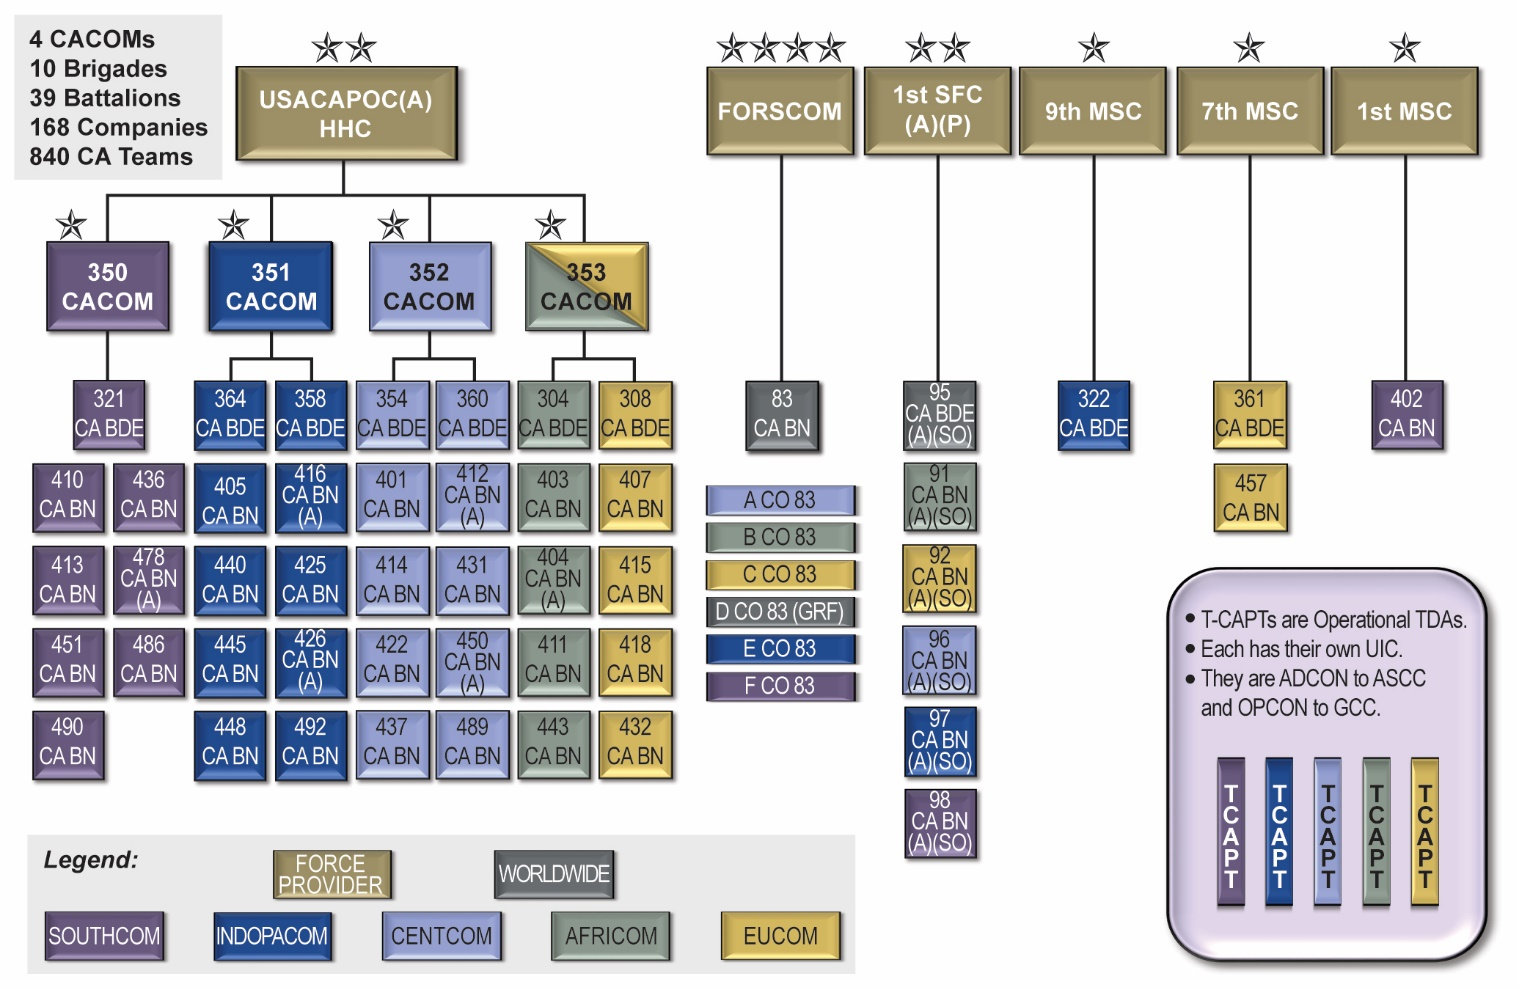 4 CACOMs
10 Brigades
39 Battalions
168 Companies
840 CA Teams
USACAPOC(A)
HHC
FORSCOM
1st SFC
(A)(P)
9th MSC
7th MSC
1st MSC
350
CACOM
351
CACOM
352
CACOM
353
CACOM
321
CA BDE
364
CA BDE
358
CA BDE
354
CA BDE
360
CA BDE
304
CA BDE
308
CA BDE
83
CA BN
95
CA BDE
(A)(SO)
322
CA BDE
361
CA BDE
402
CA BN
410
CA BN
436
CA BN
405
CA BN
416
CA BN
(A)
401
CA BN
412
CA BN
(A)
403
CA BN
407
CA BN
413
CA BN
478
CA BN
(A)
440
CA BN
425
CA BN
414
CA BN
431
CA BN
404
CA BN
(A)
415
CA BN
451
CA BN
486
CA BN
445
CA BN
426
CA BN
(A)
422
CA BN
450
CA BN
(A)
411
CA BN
418
CA BN
490
CA BN
448
CA BN
492
CA BN
437
CA BN
489
CA BN
443
CA BN
432
CA BN
A CO 83
B CO 83
C CO 83
D CO 83 (GRF)
E CO 83
F CO 83
91
CA BN
(A)(SO)
92
CA BN
(A)(SO)
96
CA BN
(A)(SO)
97
CA BN
(A)(SO)
98
CA BN
(A)(SO)
457
CA BN
• T-CAPTs are Operational TDAs.
• Each has their own UIC.
• They are ADCON to ASCC
and OPCON to GCC.
TCAPT
TCAPT
TCAPT
TCAPT
TCAPT
Legend:
FORCE
PROVIDER
WORLDWIDE
SOUTHCOM
INDOPACOM
CENTCOM
AFRICOM
EUCOM